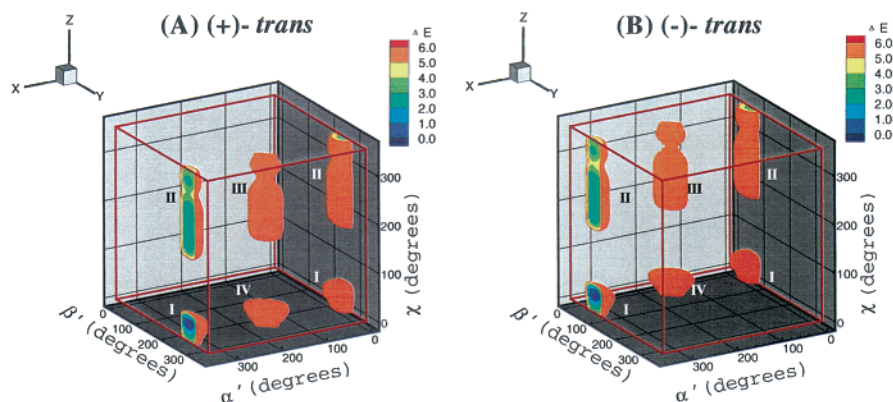 (A) (+)- trans
Z
X
Y
Δ E
6.0
5.0
4.0
3.0
2.0
1.0
0.0
II
III
II
I
IV
I
300
200
100
0
χ (degrees)
0
100
200
300
β′(degrees)
300
200
100
0
α′(degrees)
(B) (-)- trans
Z
X
Y
Δ E
6.0
5.0
4.0
3.0
2.0
1.0
0.0
II
III
II
I
IV
I
300
200
100
0
χ (degrees)
0
100
200
300
β′(degrees)
300
200
100
0
α′(degrees)